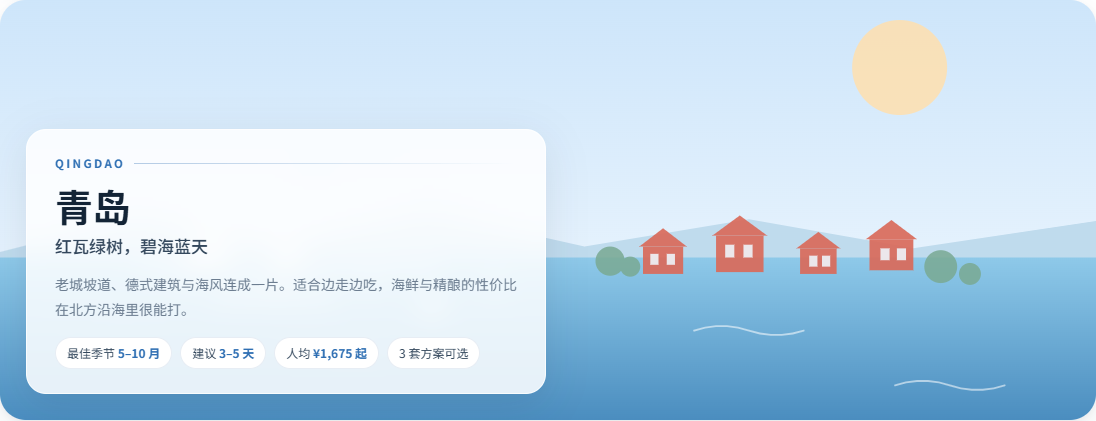 QINGDAO
青岛
红瓦绿树，碧海蓝天
老城坡道、德式建筑与海风连成一片。适合边走边吃，海鲜与精酿的性价比
在北方沿海里很能打。
最佳季节 5–10 月 建议 3–5 天 人均 ¥1,675 起 3 套方案可选